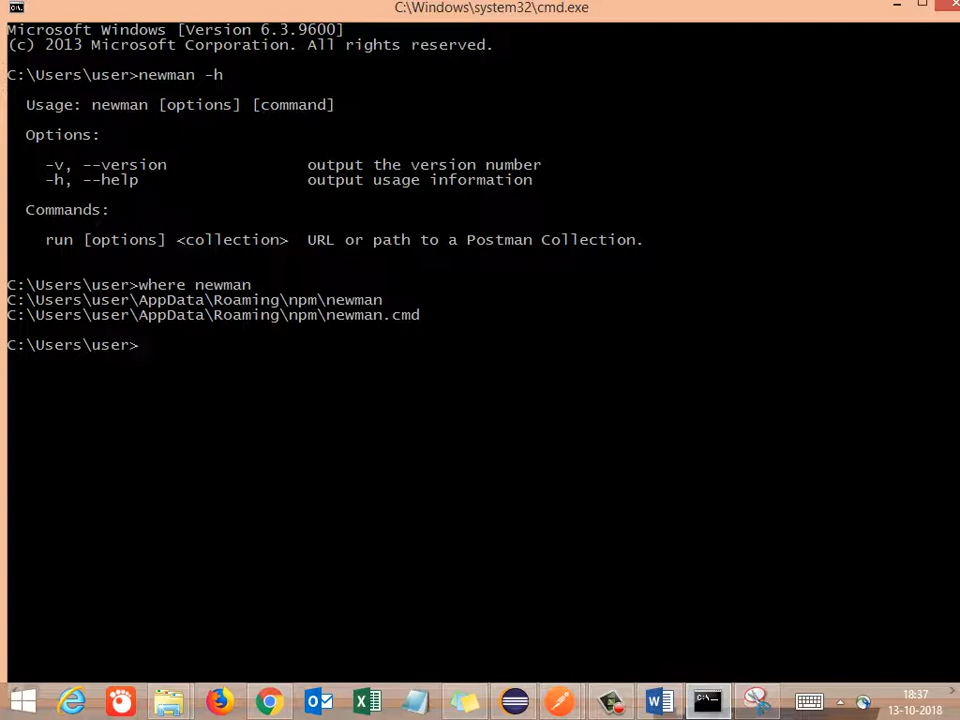 C:\Windows\system32\cmd.exe
Microsoft Windows [Version 6.3.9600]
(c) 2013 Microsoft Corporation. All rights reserved.
C:\Users\user>newman -h
Usage: newman [options] [command]
Options:
-v, --version output the version number
-h, --help output usage information
Commands:
run [options] <collection> URL or path to a Postman Collection.
C:\Users\user>where newman
C:\Users\user\AppData\Roaming\npm\newman
C:\Users\user\AppData\Roaming\npm\newman.cmd
C:\Users\user>
18:37
13-10-2018